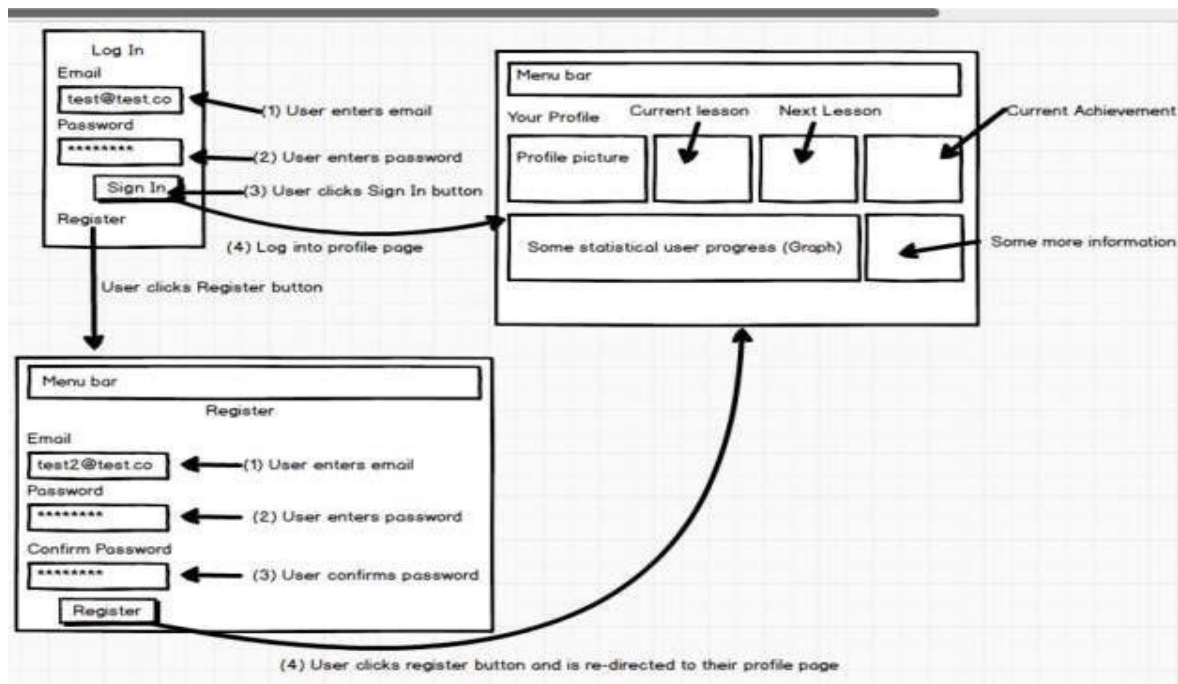 Log In
Email
test@test.co
(1) User enters email
Password
********
(2) User enters password
Sign In
(3) User clicks Sign In button
Register
(4) Log into profile page
User clicks Register button
Menu bar
Your Profile
Current lesson
Next Lesson
Current Achievement
Profile picture
Some statistical user progress (Graph)
Some more information
Menu bar
Register
Email
test2@test.co
(1) User enters email
Password
********
(2) User enters password
Confirm Password
********
(3) User confirms password
Register
(4) User clicks register button and is re-directed to their profile page